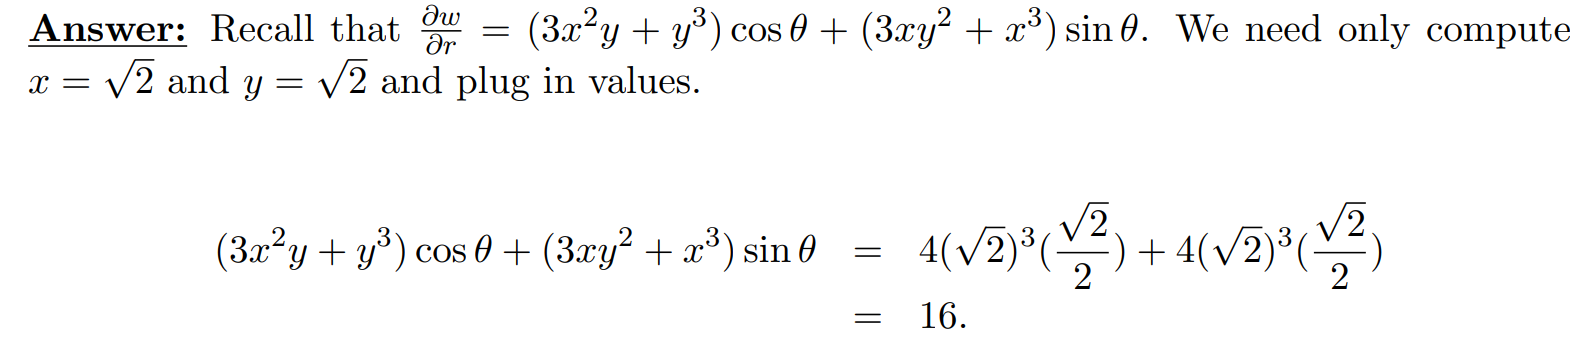 Answer: Recall that ∂w/∂r = (3x²y + y³) cos θ + (3xy² + x³) sin θ. We need only compute
x = √2 and y = √2 and plug in values.
(3x²y + y³) cos θ + (3xy² + x³) sin θ = 4(√2)³(√2/2) + 4(√2)³(√2/2)
= 16.